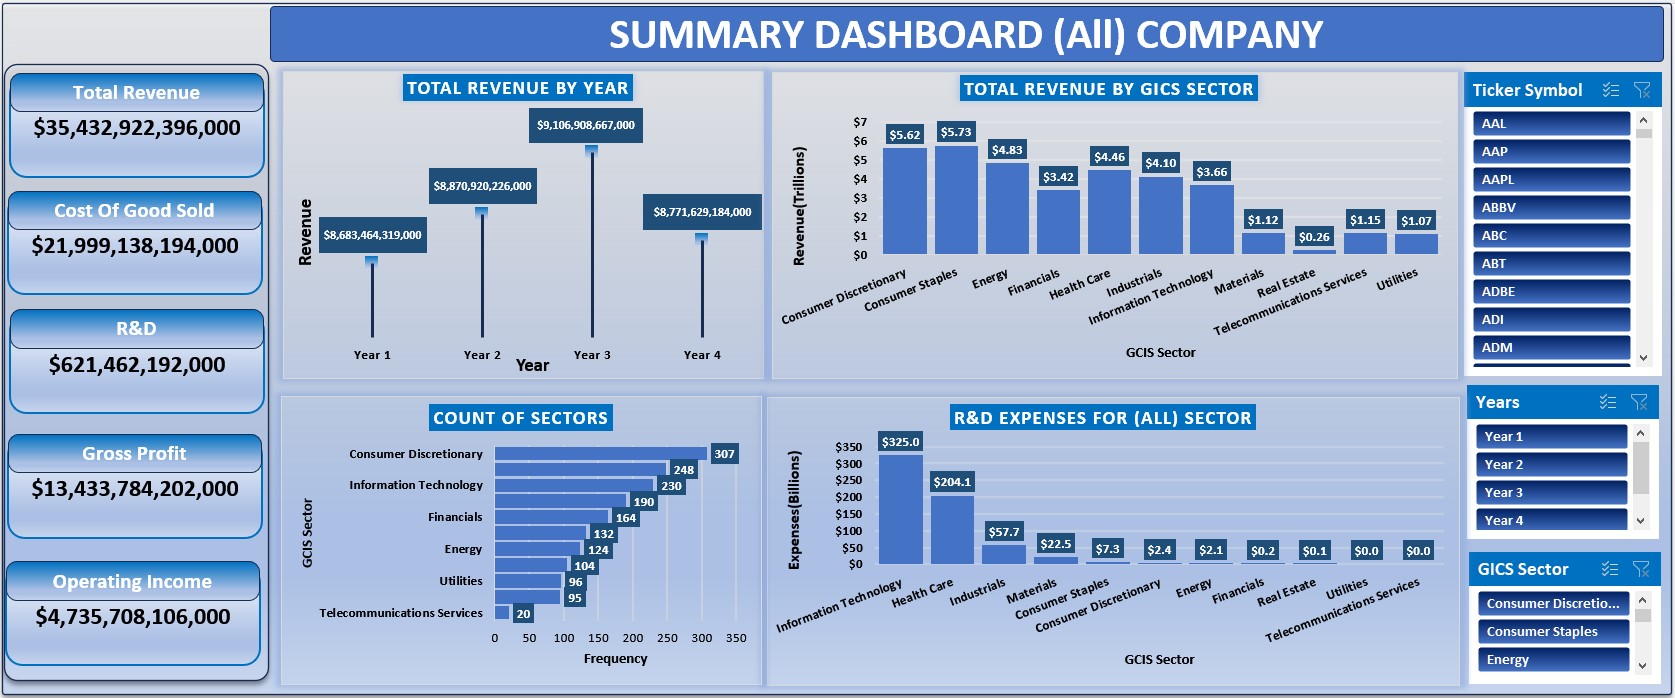 SUMMARY DASHBOARD (All) COMPANY
Total Revenue
$35,432,922,396,000
Cost Of Good Sold
$21,999,138,194,000
R&D
$621,462,192,000
Gross Profit
$13,433,784,202,000
Operating Income
$4,735,708,106,000
TOTAL REVENUE BY YEAR
Revenue
$8,683,464,319,000
$8,870,920,226,000
$9,106,908,667,000
$8,771,629,184,000
Year 1
Year 2
Year 3
Year 4
Year
TOTAL REVENUE BY GICS SECTOR
Revenue(Trillions)
$7
$6
$5
$4
$3
$2
$1
$0
$5.62
$5.73
$4.83
$3.42
$4.46
$4.10
$3.66
$1.12
$0.26
$1.15
$1.07
Consumer Discretionary
Consumer Staples
Energy
Financials
Health Care
Industrials
Information Technology
Materials
Real Estate
Telecommunications Services
Utilities
GCIS Sector
COUNT OF SECTORS
GCIS Sector
Consumer Discretionary
Information Technology
Financials
Energy
Utilities
Telecommunications Services
307
248
230
190
164
132
124
104
96
95
20
0
50
100
150
200
250
300
350
Frequency
R&D EXPENSES FOR (ALL) SECTOR
Expenses(Billions)
$350
$300
$250
$200
$150
$100
$50
$0
$325.0
$204.1
$57.7
$22.5
$7.3
$2.4
$2.1
$0.2
$0.1
$0.0
$0.0
Information Technology
Health Care
Industrials
Materials
Consumer Staples
Consumer Discretionary
Energy
Financials
Real Estate
Utilities
Telecommunications Services
GCIS Sector
Ticker Symbol
AAL
AAP
AAPL
ABBV
ABC
ABT
ADBE
ADI
ADM
Years
Year 1
Year 2
Year 3
Year 4
GICS Sector
Consumer Discretio...
Consumer Staples
Energy